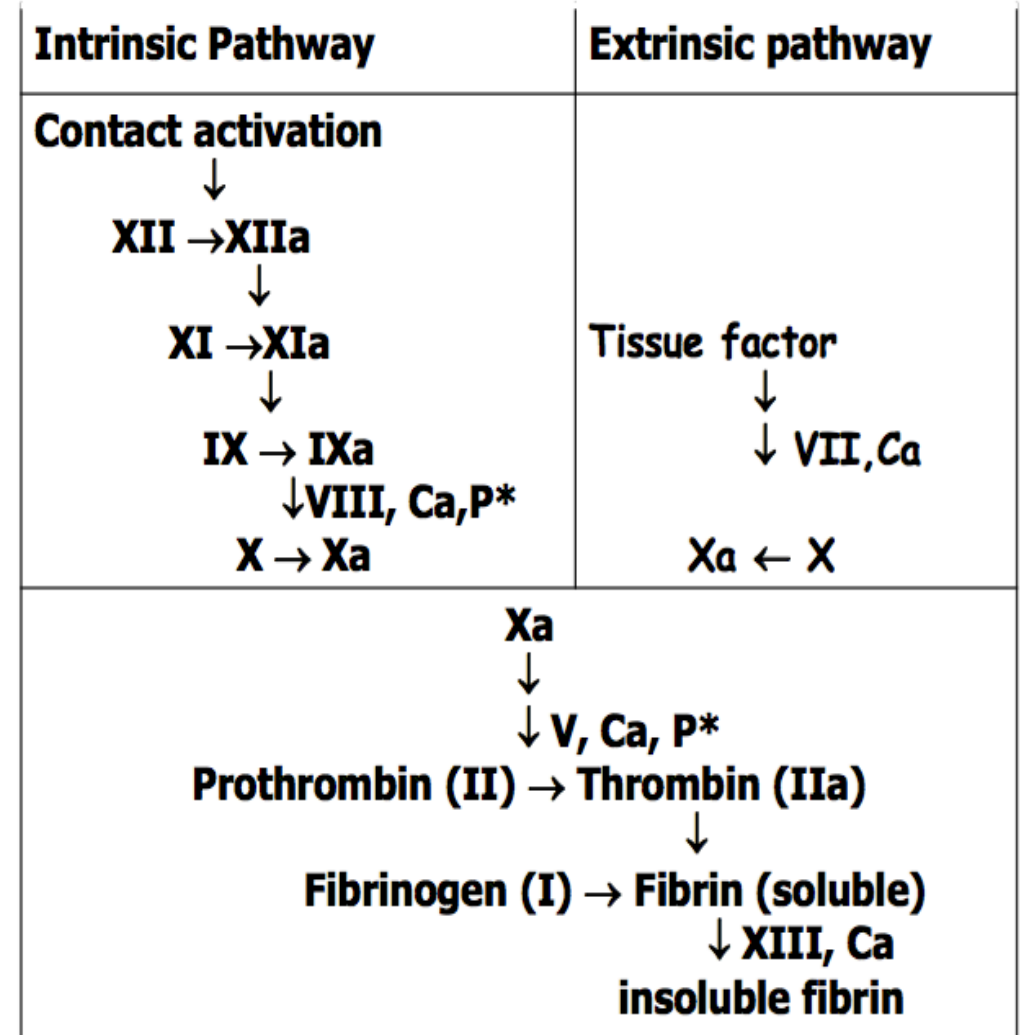 Intrinsic Pathway
Extrinsic pathway
Contact activation
↓
XII →XIIa
↓
XI →XIa
↓
IX → IXa
↓VIII, Ca,P*
X → Xa
Tissue factor
↓
↓ VII,Ca
Xa ← X
Xa
↓
↓ V, Ca, P*
Prothrombin (II) → Thrombin (IIa)
↓
Fibrinogen (I) → Fibrin (soluble)
↓ XIII, Ca
insoluble fibrin